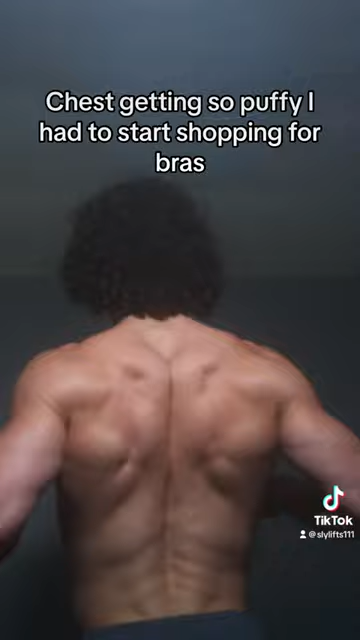 Chest getting so puffy I
had to start shopping for
bras
TikTok
@slylifts111